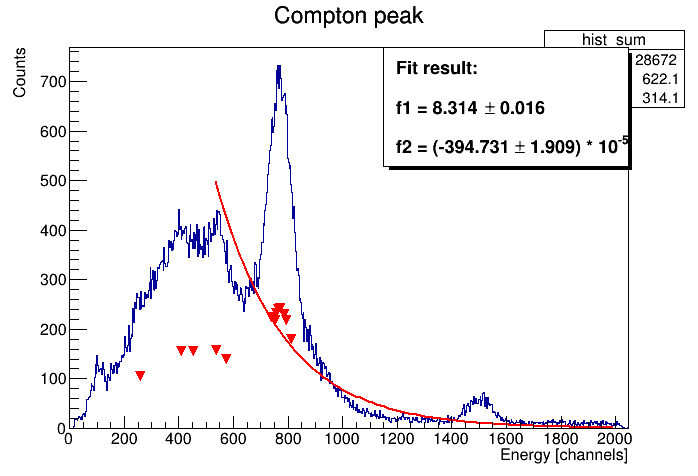 Compton peak
hist_sum
28672
622.1
314.1
Fit result:
f1 = 8.314 ± 0.016
f2 = (-394.731 ± 1.909) * 10^-5
Counts
700
600
500
400
300
200
100
0
0 200 400 600 800 1000 1200 1400 1600 1800 2000
Energy [channels]